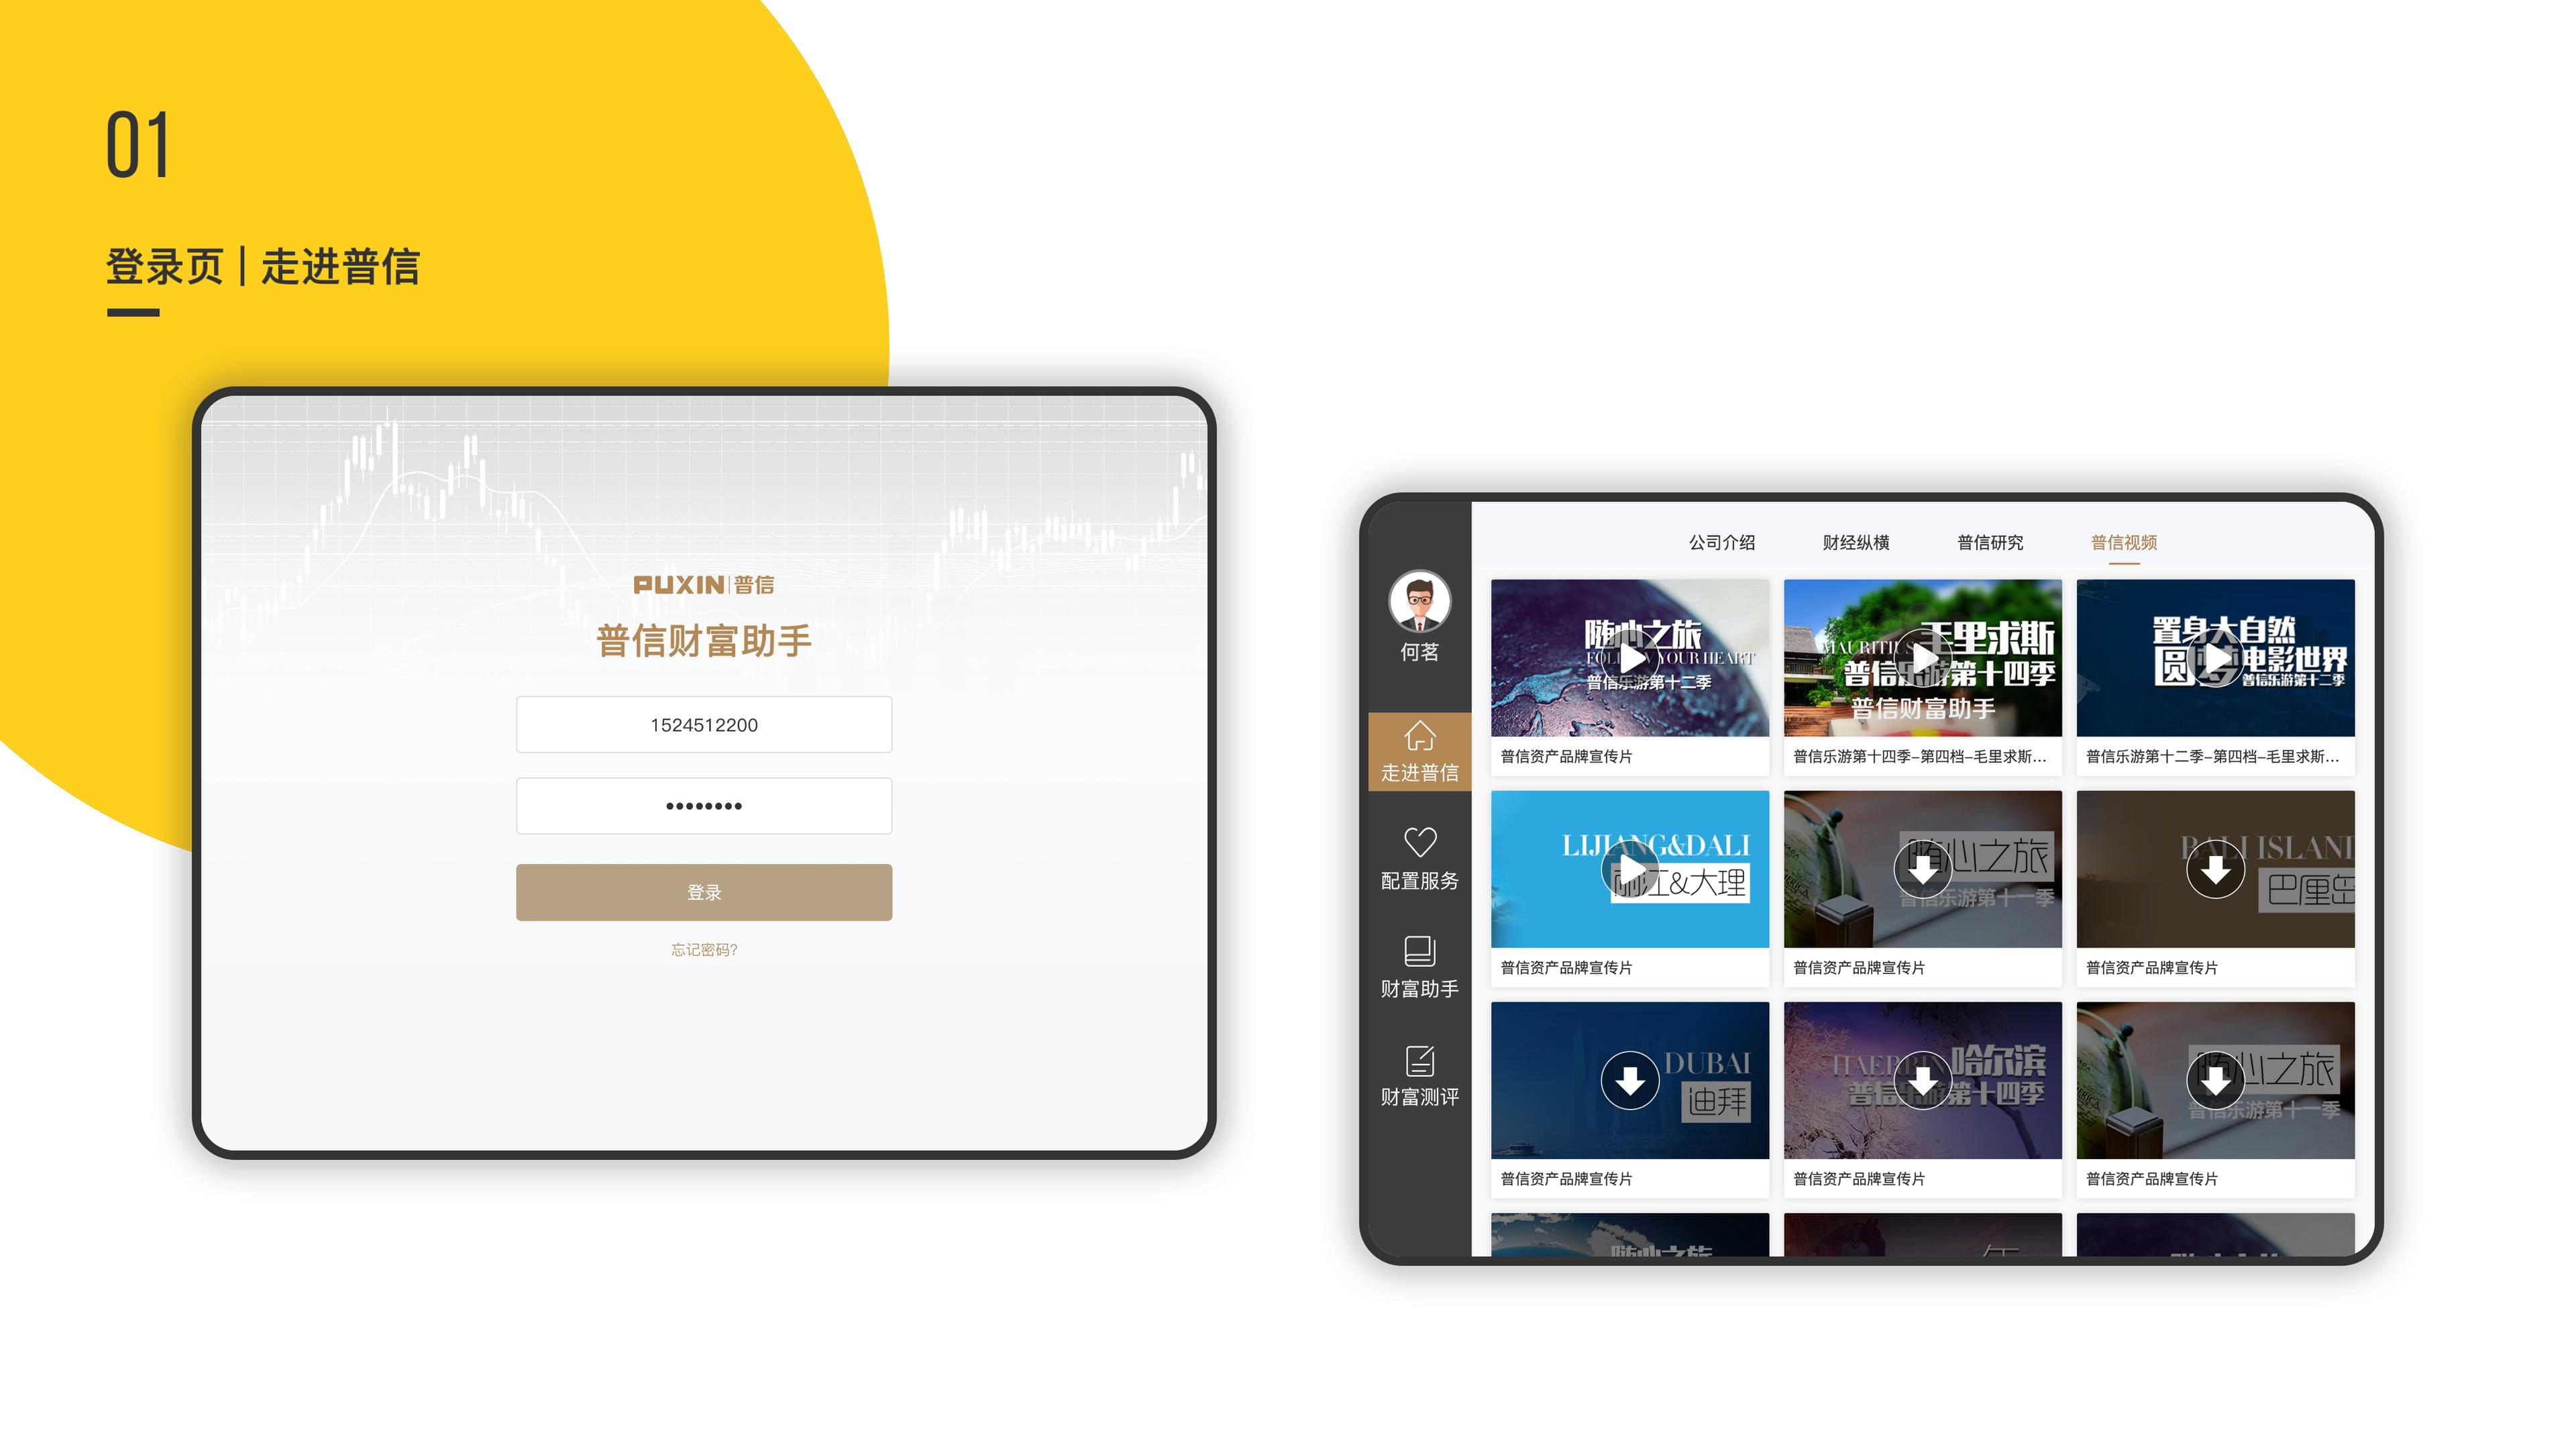 01
登录页 | 走进普信
PUXIN | 普信
普信财富助手
1524512200
登录
忘记密码?
何茗
走进普信
配置服务
财富助手
财富测评
公司介绍
财经纵横
普信研究
普信视频
随心之旅
YOUR HEART
普信乐游第十二季
普信资产品牌宣传片
MAURITIUS 毛里求斯
普信乐游第十四季
普信财富助手
普信乐游第十四季–第四档–毛里求斯...
置身大自然
圆梦电影世界
普信乐游第十二季
普信乐游第十二季–第四档–毛里求斯...
LIJIANG&DALI
丽江&大理
普信资产品牌宣传片
随心之旅
普信乐游第十一季
普信资产品牌宣传片
BALI ISLAND
巴厘岛
普信资产品牌宣传片
DUBAI
迪拜
普信资产品牌宣传片
HAERBIN 哈尔滨
普信乐游第十四季
普信资产品牌宣传片
随心之旅
普信乐游第十一季
普信资产品牌宣传片
随心之旅